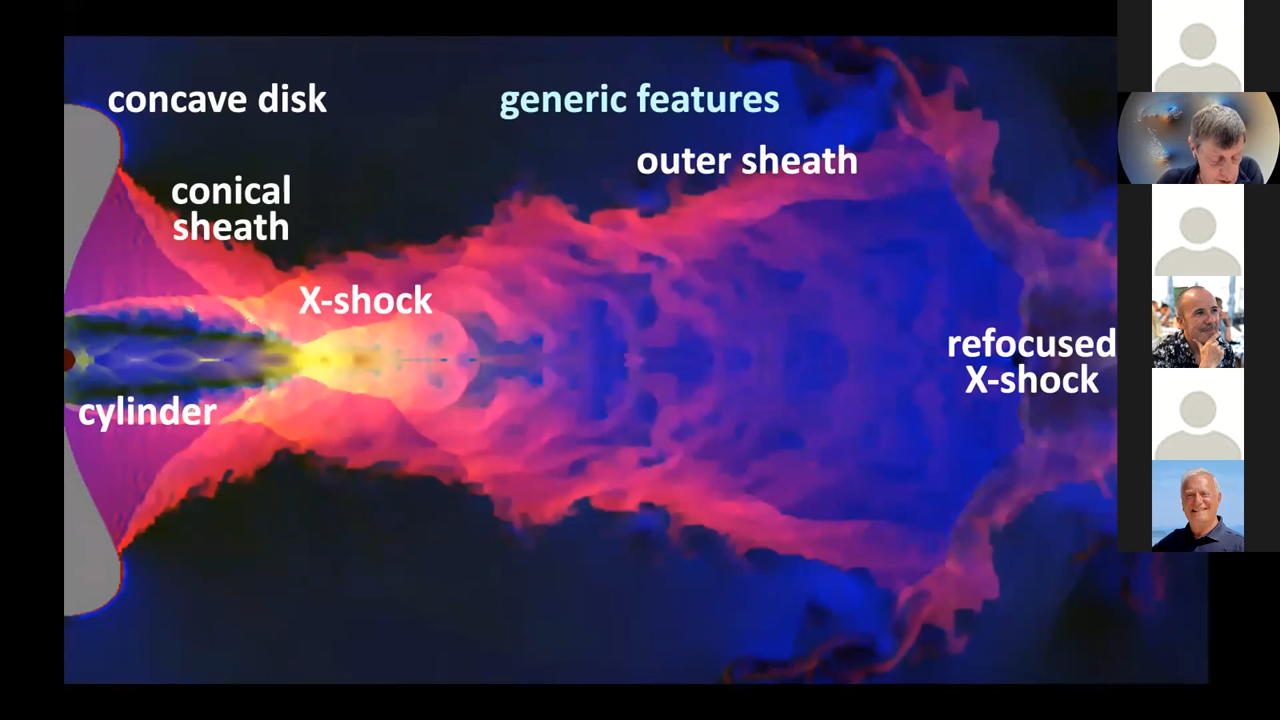 concave disk
generic features
outer sheath
conical
sheath
X-shock
refocused
X-shock
cylinder